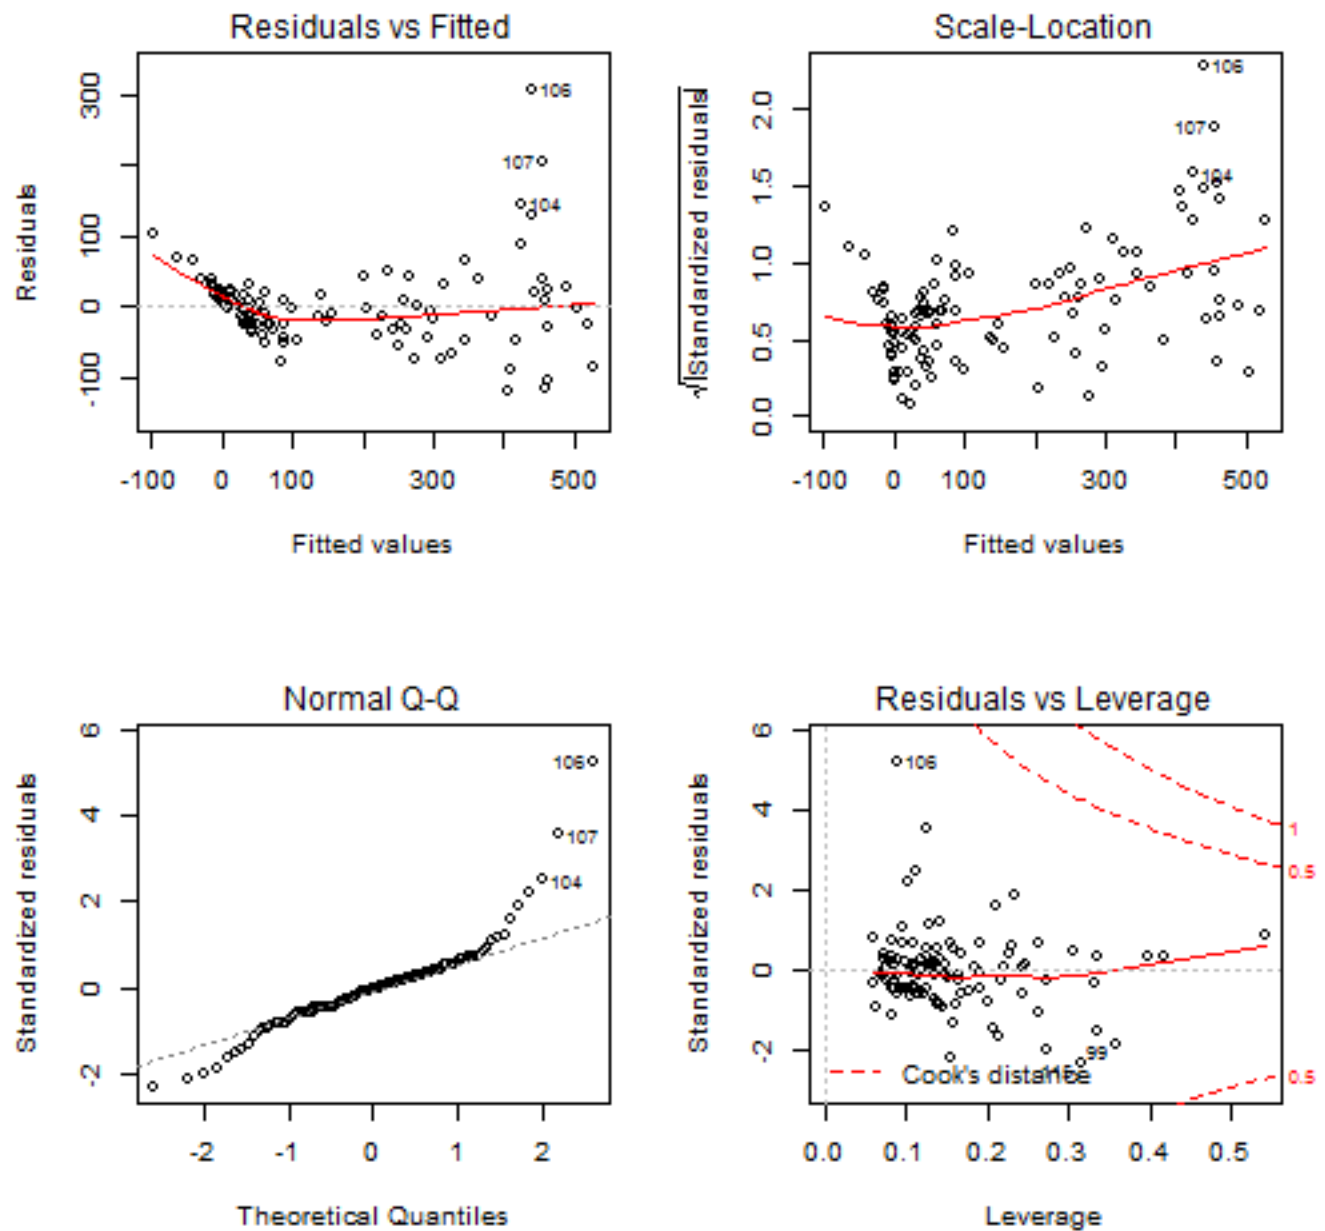 Residuals vs Fitted
Residuals
-100 0 100 300
106
107
104
-100 0 100 300 500
Fitted values
Scale-Location
√|Standardized residuals|
0.0 0.5 1.0 1.5 2.0
106
107
104
-100 0 100 300 500
Fitted values
Normal Q-Q
Standardized residuals
-2 0 2 4 6
106
107
104
-2 -1 0 1 2
Theoretical Quantiles
Residuals vs Leverage
Standardized residuals
-2 0 2 4 6
106
1
0.5
99
Cook's distance
0.5
0.0 0.1 0.2 0.3 0.4 0.5
Leverage